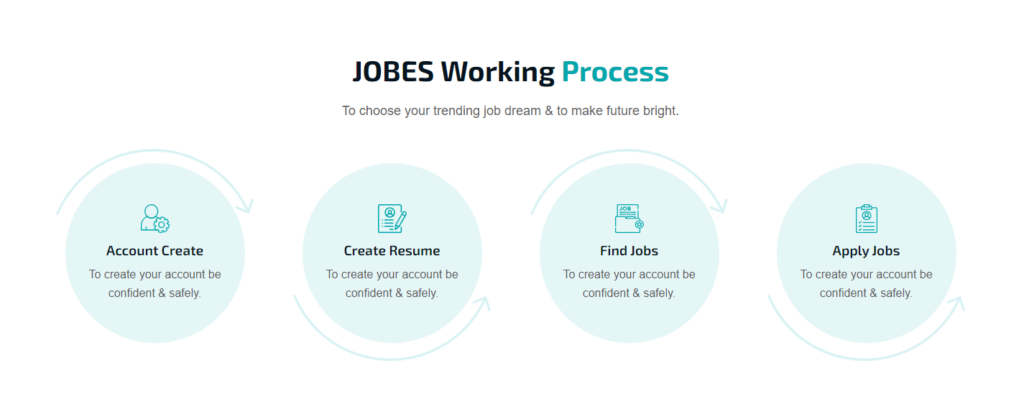 JOBES Working Process
To choose your trending job dream & to make future bright.
JOB
Account Create
Create Resume
Find Jobs
Apply Jobs
To create your account be
confident & safely.
To create your account be
confident & safely.
To create your account be
confident & safely.
To create your account be
confident & safely.